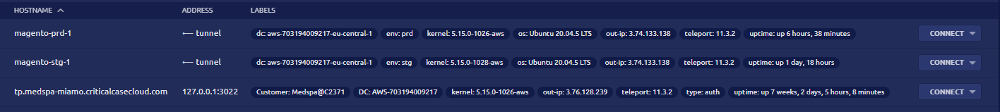 HOSTNAME ADDRESS LABELS
magento-prd-1 ⟵ tunnel dc: aws-703194009217-eu-central-1 env: prd kernel: 5.15.0-1026-aws os: Ubuntu 20.04.5 LTS out-ip: 3.74.133.138 teleport: 11.3.2 uptime: up 6 hours, 38 minutes CONNECT
magento-stg-1 ⟵ tunnel dc: aws-703194009217-eu-central-1 env: stg kernel: 5.15.0-1028-aws os: Ubuntu 20.04.5 LTS out-ip: 3.74.133.138 teleport: 11.3.2 uptime: up 1 day, 18 hours CONNECT
tp.medspa-miamo.criticalcasecloud.com 127.0.0.1:3022 Customer: Medspa@C2371 DC: AWS-703194009217 kernel: 5.15.0-1026-aws out-ip: 3.76.128.239 teleport: 11.3.2 type: auth uptime: up 7 weeks, 2 days, 5 hours, 8 minutes CONNECT